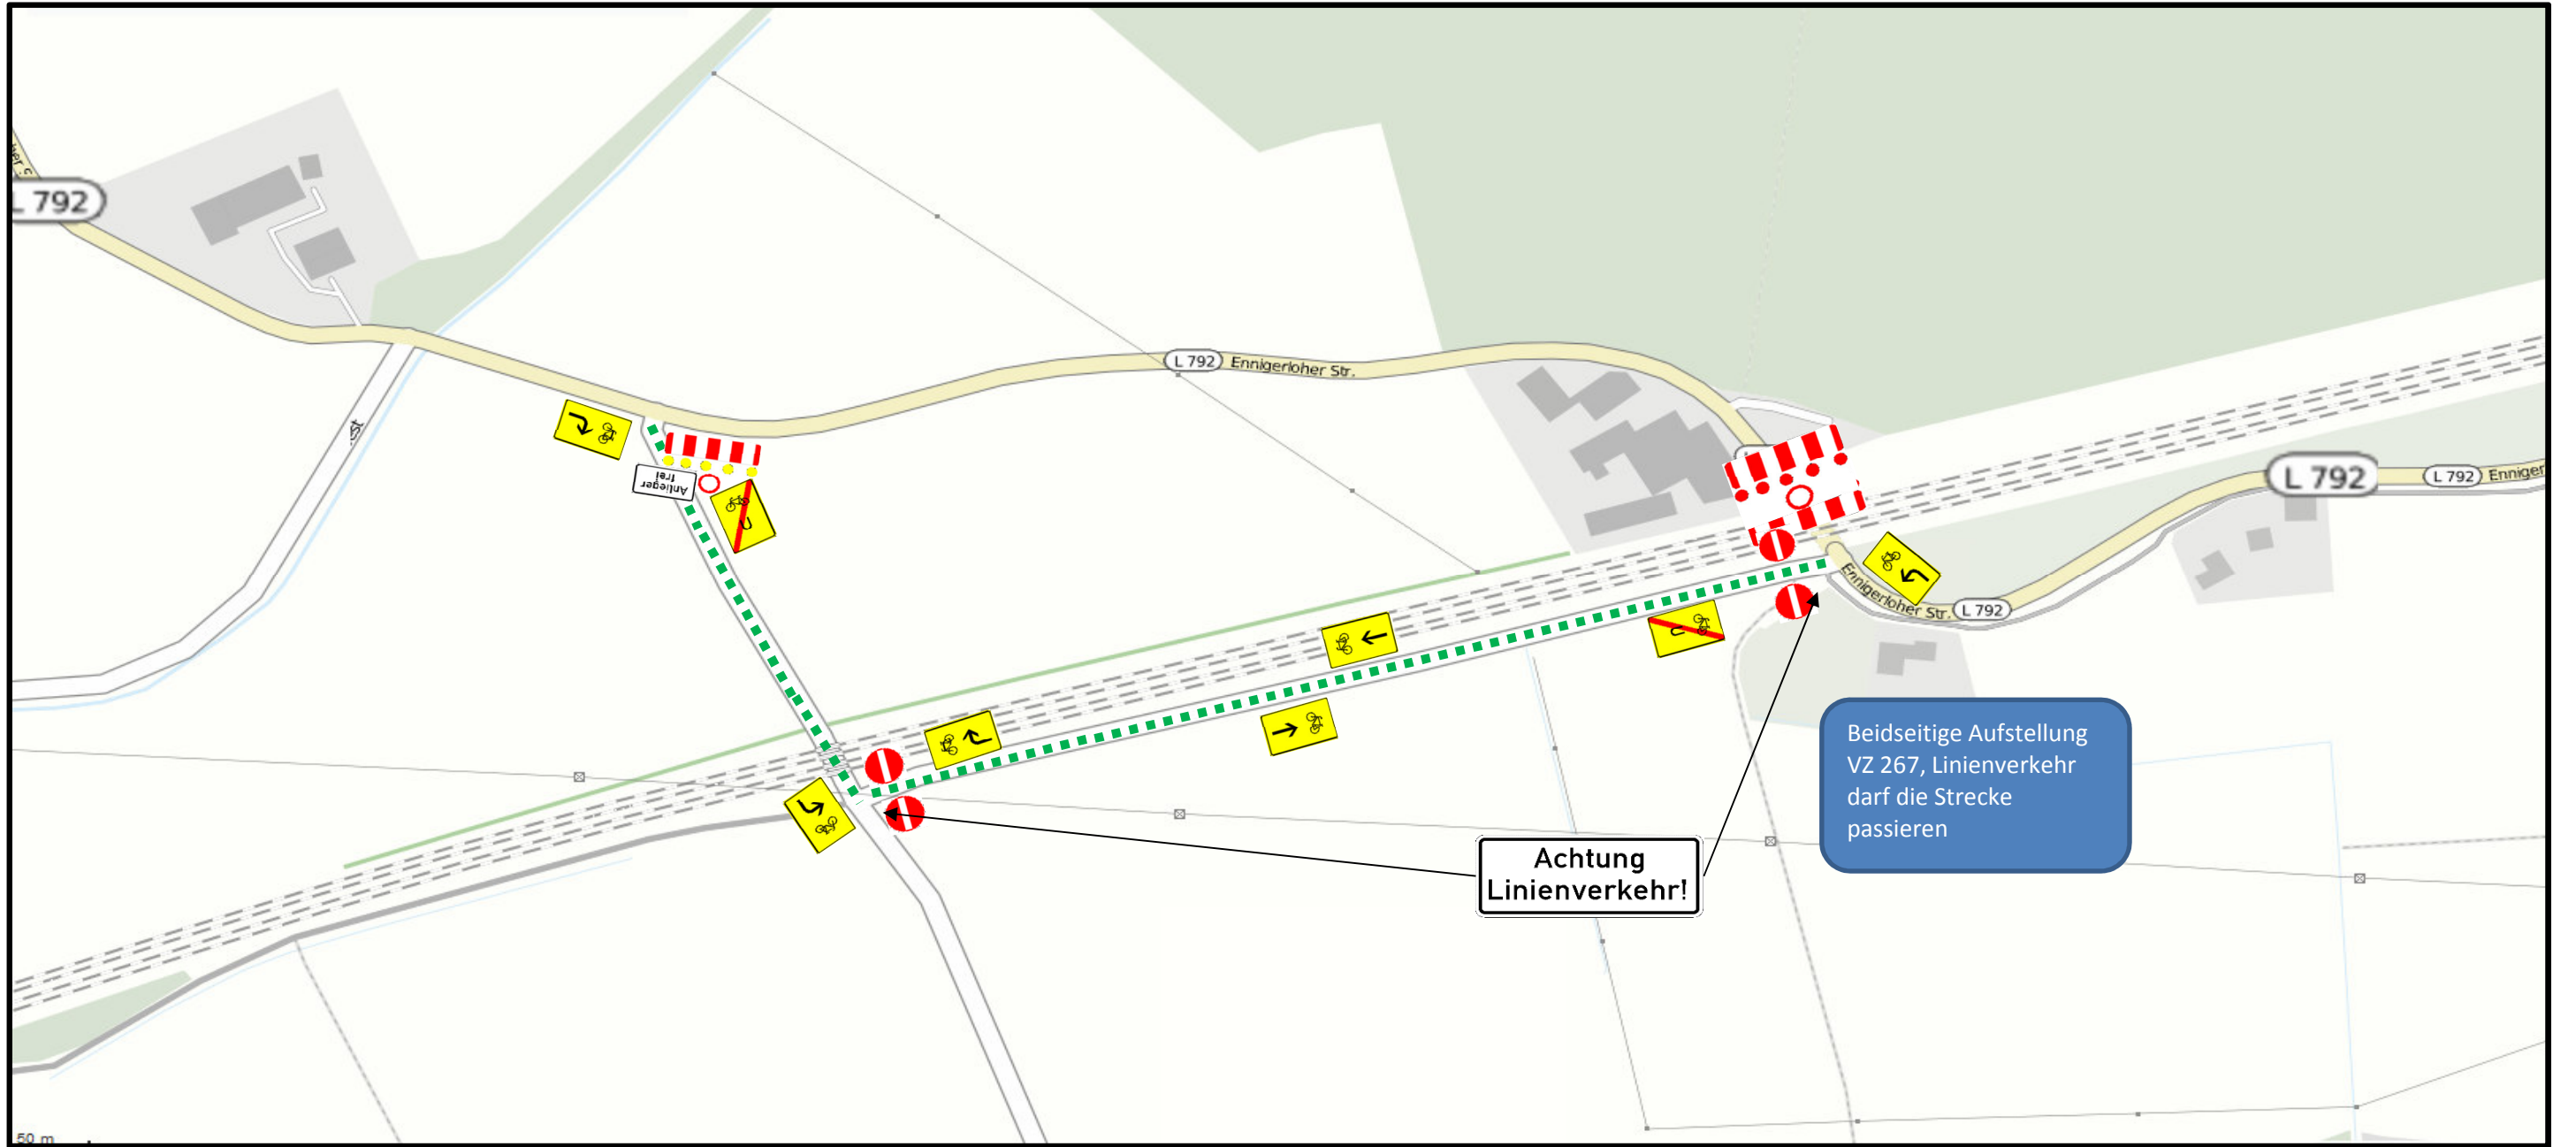 L 792
L 792
Ennigerloher Str.
Anlieger
frei
L 792
L 792
Ennigerloher Str.
L 792
Beidseitige Aufstellung
VZ 267, Linienverkehr
darf die Strecke
passieren
Achtung
Linienverkehr!
50 m